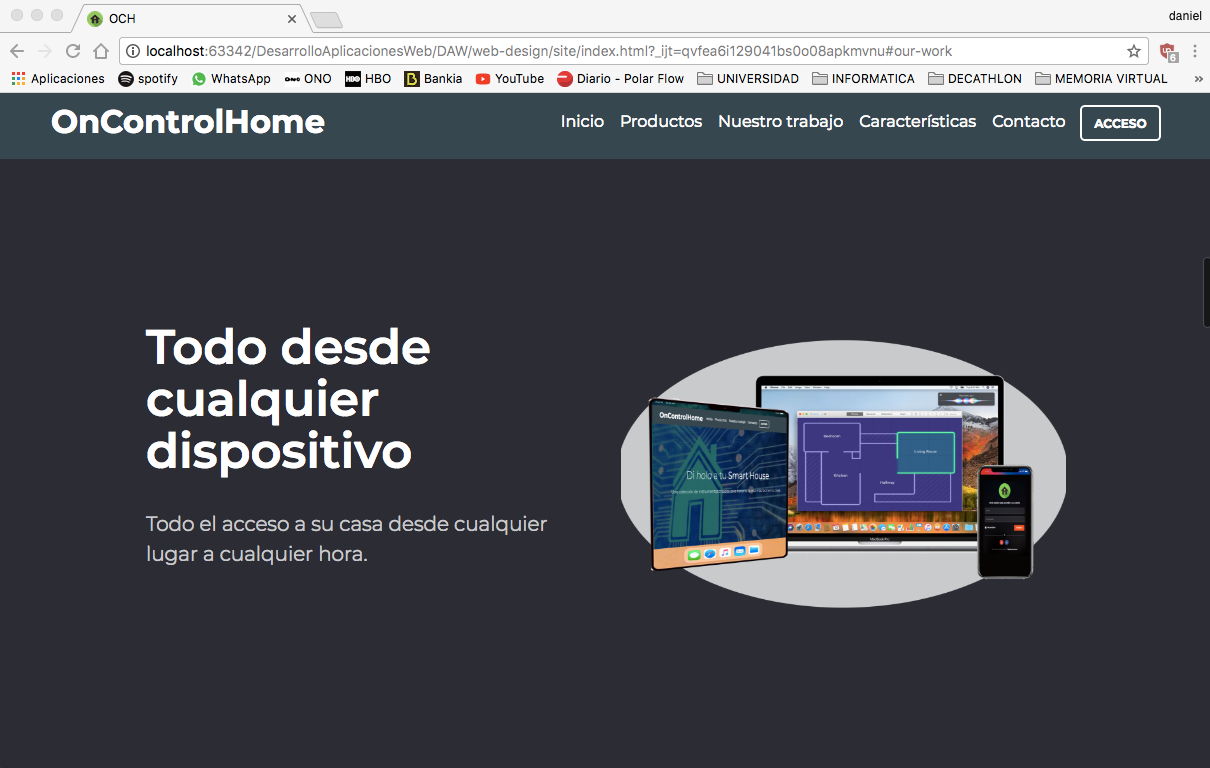 OCH
daniel
localhost:63342/DesarrolloAplicacionesWeb/DAW/web-design/site/index.html?_ijt=qvfea6i129041bs0o08apkmvnu#our-work
6
Aplicaciones spotify WhatsApp ONO HBO Bankia YouTube Diario - Polar Flow UNIVERSIDAD INFORMATICA DECATHLON MEMORIA VIRTUAL »
OnControlHome Inicio Productos Nuestro trabajo Características Contacto ACCESO
Todo desde
cualquier
dispositivo
Todo el acceso a su casa desde cualquier
lugar a cualquier hora.
OnControlHome
Di hola a tu Smart House
Bedroom
Living Room
Kitchen
Hallway
MacBook Pro